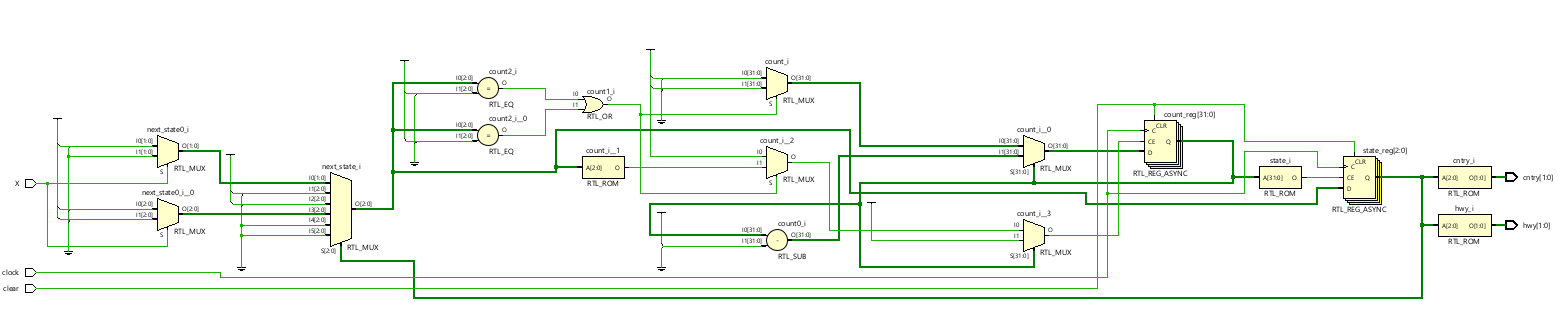 X
clock
clear
next_state0_i
I0[1:0]
I1[1:0]
O[1:0]
S
RTL_MUX
next_state0_i__0
I0[2:0]
I1[2:0]
O[2:0]
S
RTL_MUX
next_state_i
I0[1:0]
I1[2:0]
I2[2:0]
I3[2:0]
I4[2:0]
I5[2:0]
O[2:0]
S[2:0]
RTL_MUX
count2_i
I0[2:0]
I1[2:0]
O
=
RTL_EQ
count2_i__0
I0[2:0]
I1[2:0]
O
=
RTL_EQ
count1_i
I0
I1
O
RTL_OR
count_i__1
A[2:0]
O
RTL_ROM
count_i
I0[31:0]
I1[31:0]
O[31:0]
S
RTL_MUX
count_i__2
I0
I1
O
S
RTL_MUX
count0_i
I0[31:0]
I1[31:0]
O[31:0]
-
RTL_SUB
count_i__0
I0[31:0]
I1[31:0]
O[31:0]
S[31:0]
RTL_MUX
count_i__3
I0
I1
O
S[31:0]
RTL_MUX
count_reg[31:0]
CLR
C
CE
D
Q
RTL_REG_ASYNC
state_i
A[31:0]
O
RTL_ROM
state_reg[2:0]
CLR
C
CE
D
Q
RTL_REG_ASYNC
cntry_i
A[2:0]
O[1:0]
RTL_ROM
cntry[1:0]
hwy_i
A[2:0]
O[1:0]
RTL_ROM
hwy[1:0]